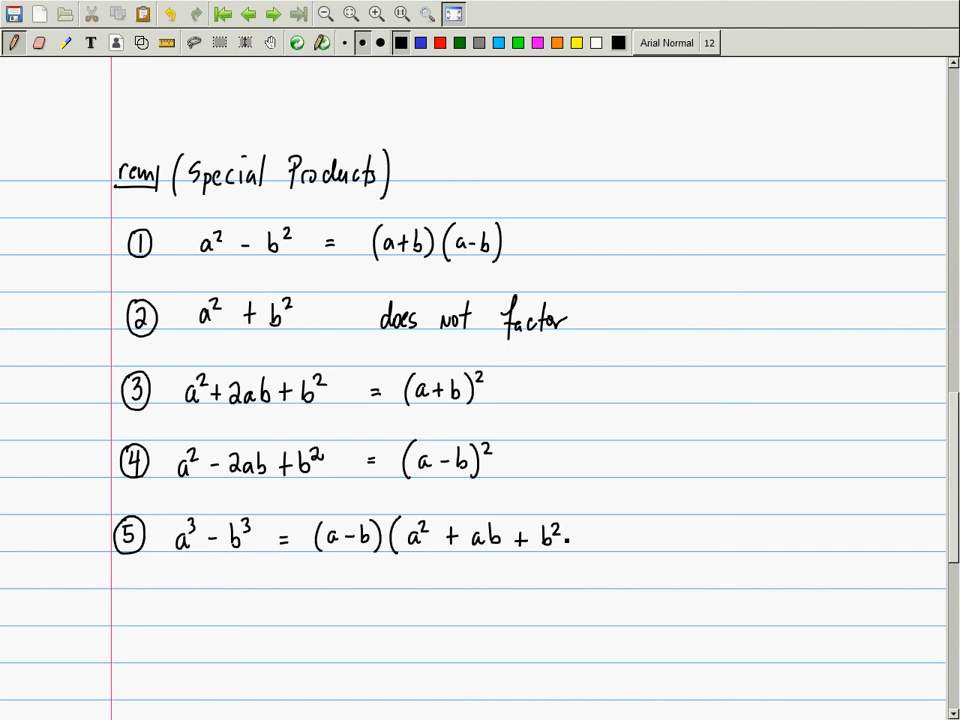 T Arial Normal 12
rem (Special Products)
① a² - b² = (a+b)(a-b)
② a² + b² does not factor
③ a²+2ab+b² = (a+b)²
④ a² - 2ab + b² = (a-b)²
⑤ a³ - b³ = (a-b)(a² + ab + b².